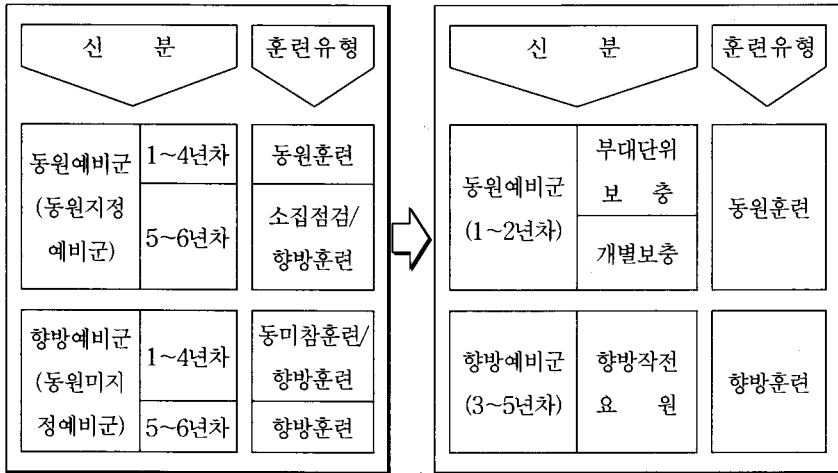 신 분
훈련유형
동원예비군
(동원지정
예비군)
1~4년차
동원훈련
5~6년차
소집점검/
향방훈련
향방예비군
(동원미지
정예비군)
1~4년차
동미참훈련/
향방훈련
5~6년차
향방훈련
신 분
훈련유형
동원예비군
(1~2년차)
부대단위
보 충
개별보충
동원훈련
향방예비군
(3~5년차)
향방작전
요 원
향방훈련